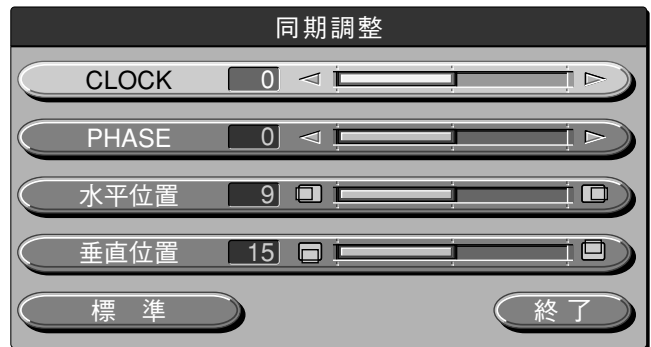 同期調整
CLOCK 0
PHASE 0
水平位置 9
垂直位置 15
標準 終了